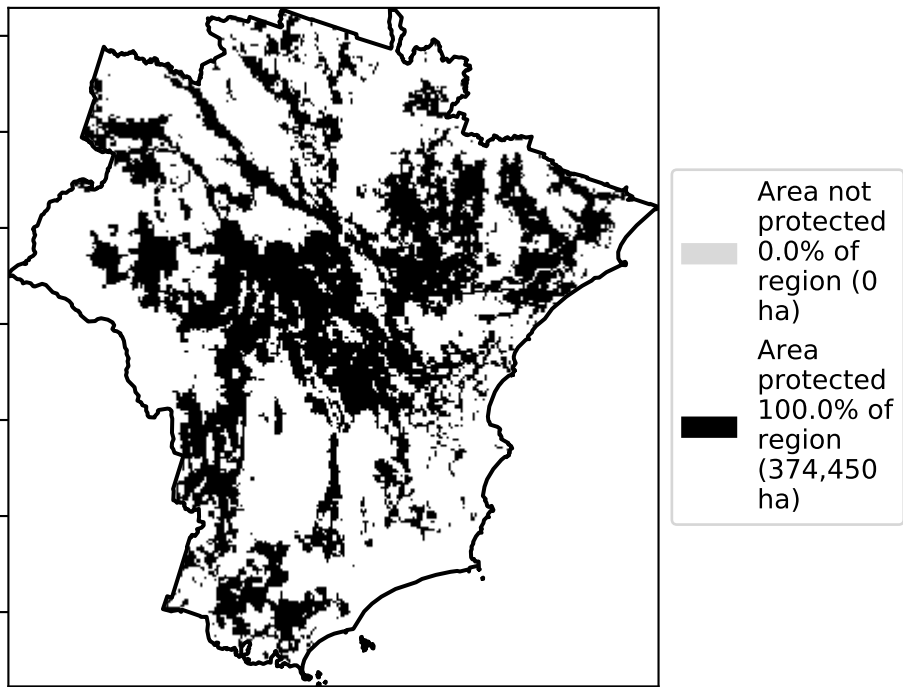 Area not
protected
0.0% of
region (0
ha)
Area
protected
100.0% of
region
(374,450
ha)